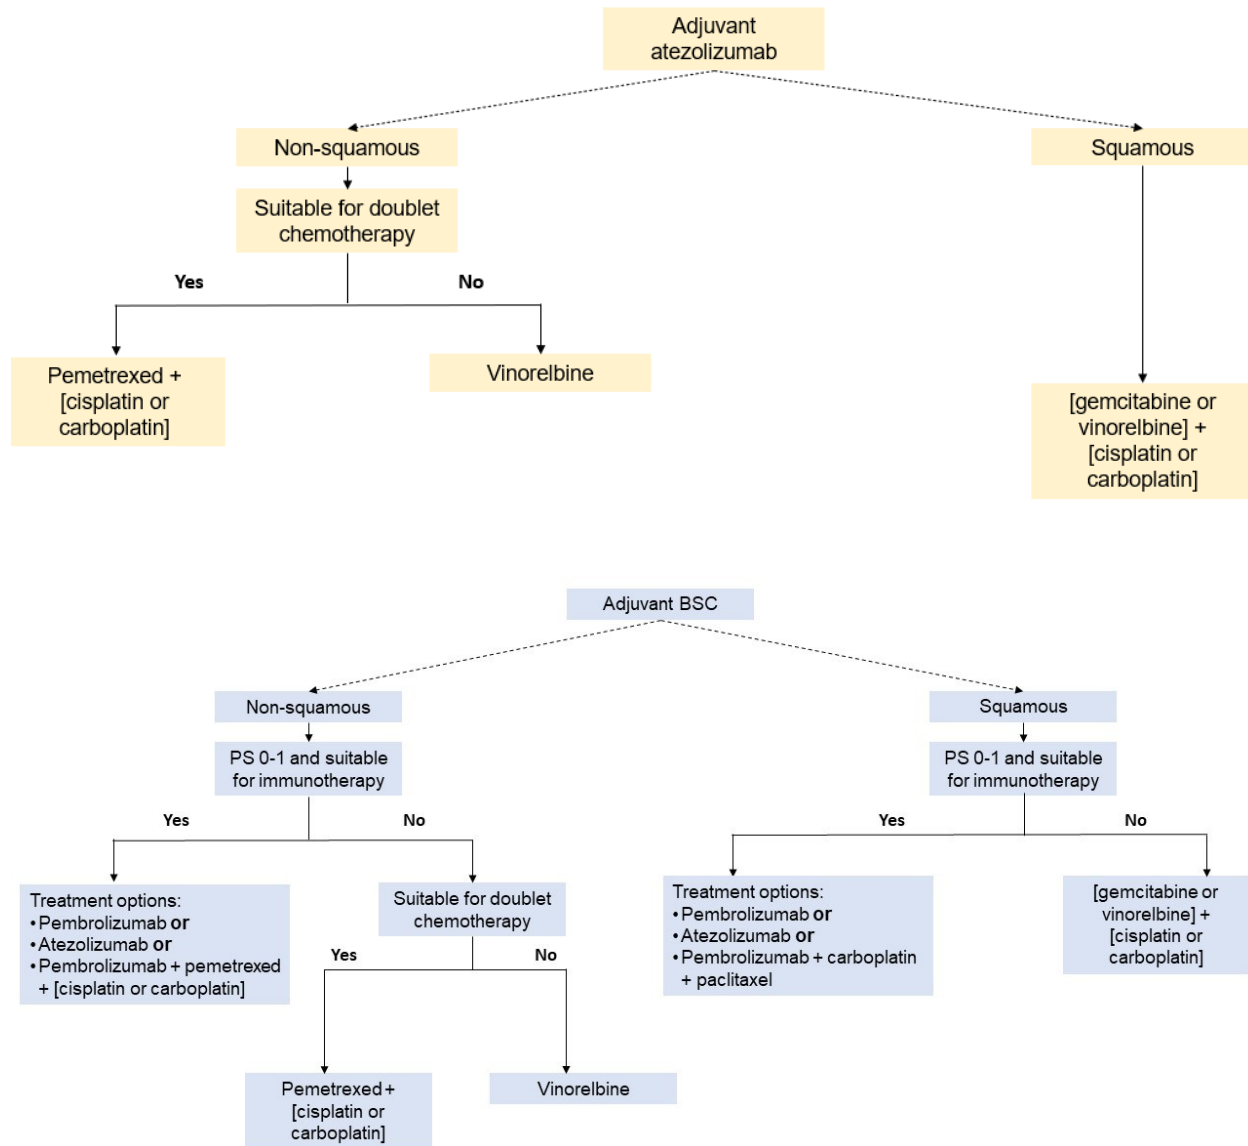 Adjuvant
atezolizumab
Non-squamous
Squamous
Suitable for doublet
chemotherapy
Yes
No
Pemetrexed +
[cisplatin or
carboplatin]
Vinorelbine
[gemcitabine or
vinorelbine] +
[cisplatin or
carboplatin]
Adjuvant BSC
Non-squamous
Squamous
PS 0-1 and suitable
for immunotherapy
PS 0-1 and suitable
for immunotherapy
Yes
No
Yes
No
Treatment options:
•Pembrolizumab or
•Atezolizumab or
•Pembrolizumab + pemetrexed
+ [cisplatin or carboplatin]
Suitable for doublet
chemotherapy
Treatment options:
•Pembrolizumab or
•Atezolizumab or
•Pembrolizumab + carboplatin
+ paclitaxel
[gemcitabine or
vinorelbine] +
[cisplatin or
carboplatin]
Yes
No
Pemetrexed +
[cisplatin or
carboplatin]
Vinorelbine